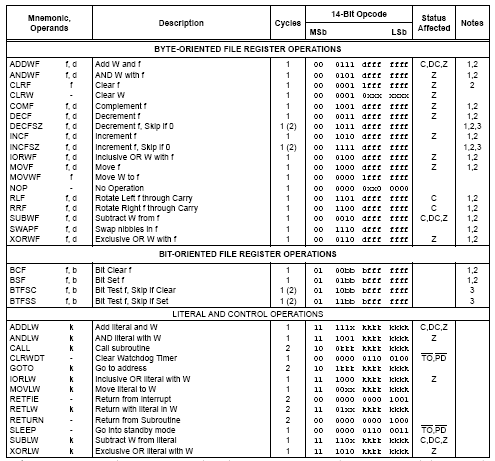 Mnemonic, Operands Description Cycles 14-Bit Opcode Status Affected Notes
MSb LSb
BYTE-ORIENTED FILE REGISTER OPERATIONS
ADDWF f, d Add W and f 1 00 0111 dfff ffff C,DC,Z 1,2
ANDWF f, d AND W with f 1 00 0101 dfff ffff Z 1,2
CLRF f Clear f 1 00 0001 1fff ffff Z 2
CLRW - Clear W 1 00 0001 0xxx xxxx Z
COMF f, d Complement f 1 00 1001 dfff ffff Z 1,2
DECF f, d Decrement f 1 00 0011 dfff ffff Z 1,2
DECFSZ f, d Decrement f, Skip if 0 1 (2) 00 1011 dfff ffff 1,2,3
INCF f, d Increment f 1 00 1010 dfff ffff Z 1,2
INCFSZ f, d Increment f, Skip if 0 1 (2) 00 1111 dfff ffff 1,2,3
IORWF f, d Inclusive OR W with f 1 00 0100 dfff ffff Z 1,2
MOVF f, d Move f 1 00 1000 dfff ffff Z 1,2
MOVWF f Move W to f 1 00 0000 1fff ffff
NOP - No Operation 1 00 0000 0xx0 0000
RLF f, d Rotate Left f through Carry 1 00 1101 dfff ffff C 1,2
RRF f, d Rotate Right f through Carry 1 00 1100 dfff ffff C 1,2
SUBWF f, d Subtract W from f 1 00 0010 dfff ffff C,DC,Z 1,2
SWAPF f, d Swap nibbles in f 1 00 1110 dfff ffff 1,2
XORWF f, d Exclusive OR W with f 1 00 0110 dfff ffff Z 1,2
BIT-ORIENTED FILE REGISTER OPERATIONS
BCF f, b Bit Clear f 1 01 00bb bfff ffff 1,2
BSF f, b Bit Set f 1 01 01bb bfff ffff 1,2
BTFSC f, b Bit Test f, Skip if Clear 1 (2) 01 10bb bfff ffff 3
BTFSS f, b Bit Test f, Skip if Set 1 (2) 01 11bb bfff ffff 3
LITERAL AND CONTROL OPERATIONS
ADDLW k Add literal and W 1 11 111x kkkk kkkk C,DC,Z
ANDLW k AND literal with W 1 11 1001 kkkk kkkk Z
CALL k Call subroutine 2 10 0kkk kkkk kkkk
CLRWDT - Clear Watchdog Timer 1 00 0000 0110 0100 TO,PD
GOTO k Go to address 2 10 1kkk kkkk kkkk
IORLW k Inclusive OR literal with W 1 11 1000 kkkk kkkk Z
MOVLW k Move literal to W 1 11 00xx kkkk kkkk
RETFIE - Return from interrupt 2 00 0000 0000 1001
RETLW k Return with literal in W 2 11 01xx kkkk kkkk
RETURN - Return from Subroutine 2 00 0000 0000 1000
SLEEP - Go into standby mode 1 00 0000 0110 0011 TO,PD
SUBLW k Subtract W from literal 1 11 110x kkkk kkkk C,DC,Z
XORLW k Exclusive OR literal with W 1 11 1010 kkkk kkkk Z